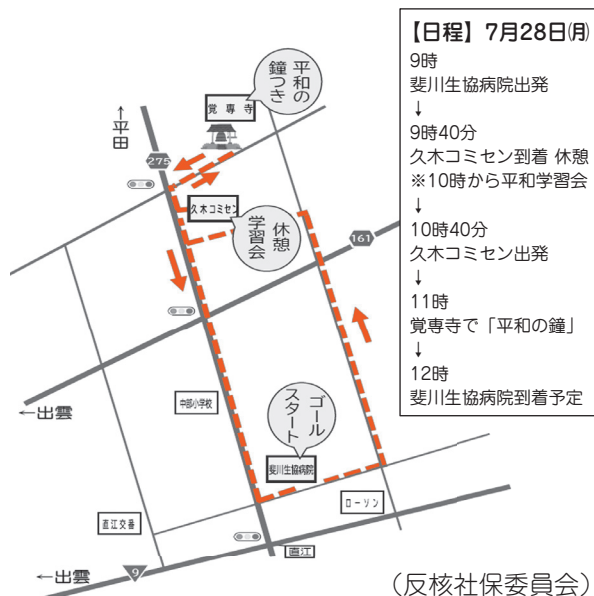 【日程】7月28日㈪
9時
斐川生協病院出発
↓
9時40分
久木コミセン到着 休憩
※10時から平和学習会
↓
10時40分
久木コミセン出発
↓
11時
覚専寺で「平和の鐘」
↓
12時
斐川生協病院到着予定
平和の
鐘つき
覚専寺
←平田
275
久木コミセン
休憩
学習会
161
←出雲
中部小学校
ゴール
スタート
斐川生協病院
ローソン
直江交番
直江
←出雲
9
(反核社保委員会)